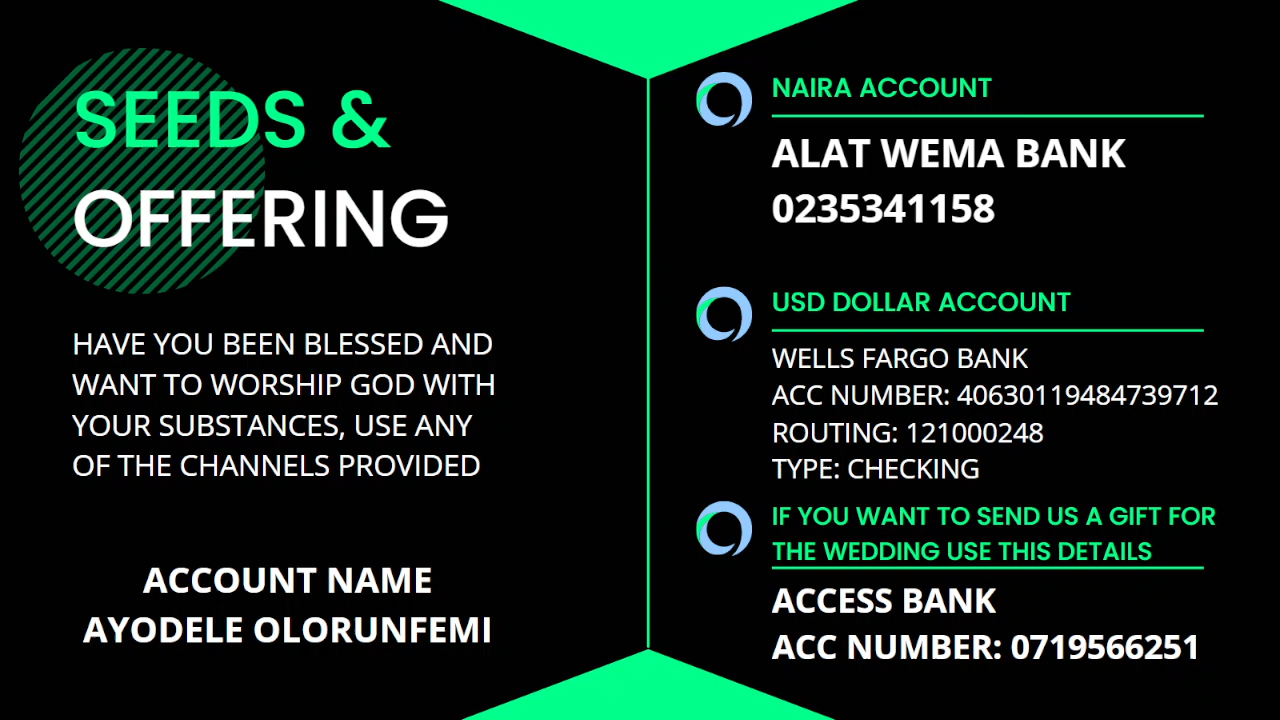 SEEDS &
OFFERING
HAVE YOU BEEN BLESSED AND
WANT TO WORSHIP GOD WITH
YOUR SUBSTANCES, USE ANY
OF THE CHANNELS PROVIDED
ACCOUNT NAME
AYODELE OLORUNFEMI
NAIRA ACCOUNT
ALAT WEMA BANK
0235341158
USD DOLLAR ACCOUNT
WELLS FARGO BANK
ACC NUMBER: 40630119484739712
ROUTING: 121000248
TYPE: CHECKING
IF YOU WANT TO SEND US A GIFT FOR
THE WEDDING USE THIS DETAILS
ACCESS BANK
ACC NUMBER: 0719566251